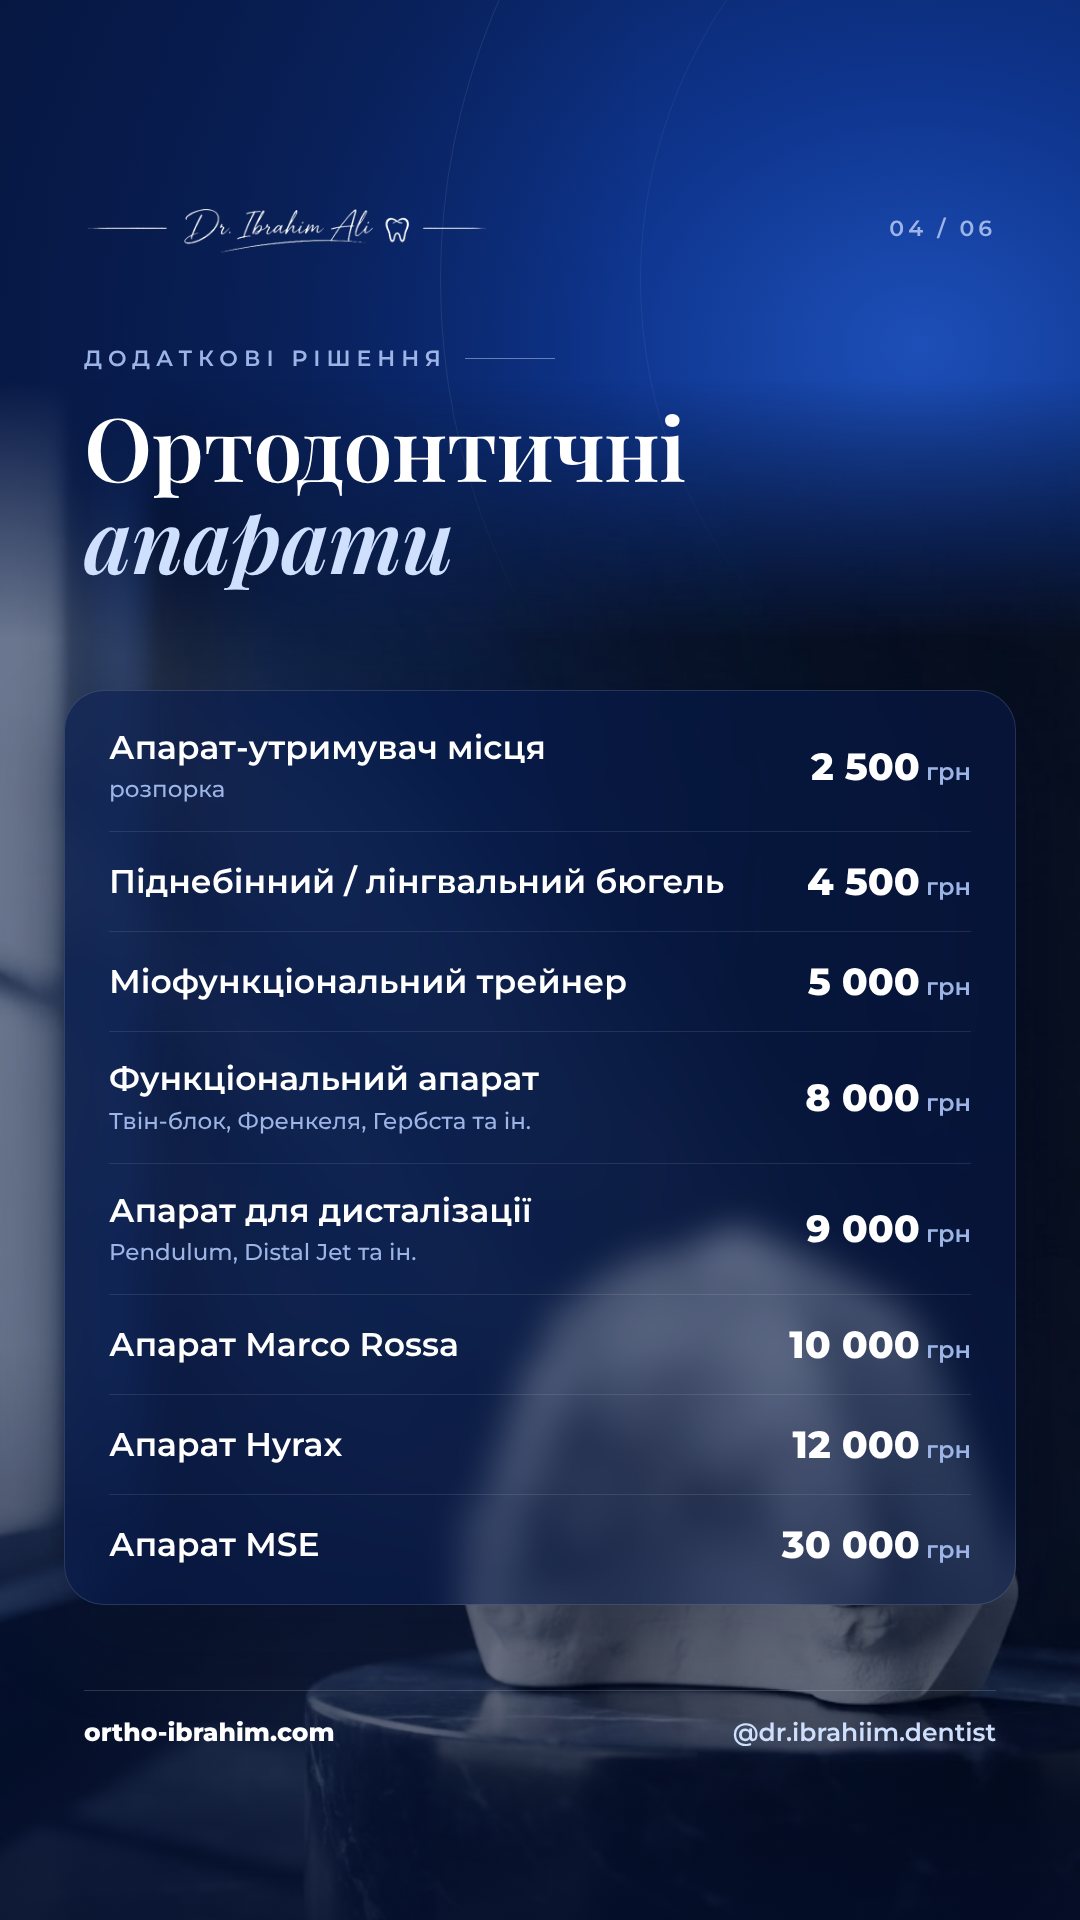 Dr. Ibrahim Ali
04 / 06
ДОДАТКОВІ РІШЕННЯ
Ортодонтичні
апарати
Апарат-утримувач місця
розпорка
2 500 грн
Піднебінний / лінгвальний бюгель
4 500 грн
Міофункціональний трейнер
5 000 грн
Функціональний апарат
Твін-блок, Френкеля, Гербста та ін.
8 000 грн
Апарат для дисталізації
Pendulum, Distal Jet та ін.
9 000 грн
Апарат Marco Rossa
10 000 грн
Апарат Hyrax
12 000 грн
Апарат MSE
30 000 грн
ortho-ibrahim.com
@dr.ibrahiim.dentist